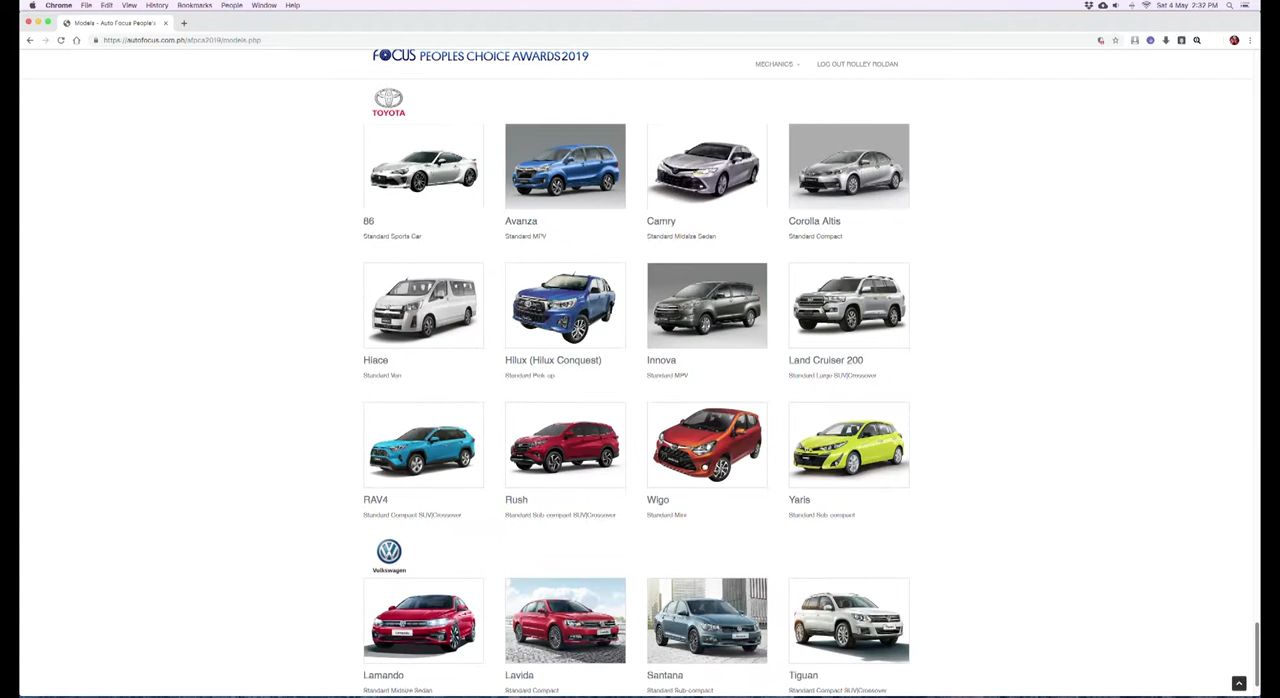 Chrome File Edit View History Bookmarks People Window Help
Sat 4 May 2:32 PM
Models - Auto Focus People's
https://autofocus.com.ph/afpca2019/models.php
FOCUS PEOPLES CHOICE AWARDS 2019
MECHANICS
LOG OUT ROLLEY ROLDAN
TOYOTA
86 Avanza Camry Corolla Altis
Standard Sports Car Standard MPV Standard Midsize Sedan Standard Compact
Hiace Hilux (Hilux Conquest) Innova Land Cruiser 200
Standard Van Standard Pick up Standard MPV Standard Large SUV|Crossover
RAV4 Rush Wigo Yaris
Standard Compact SUV|Crossover Standard Sub-compact SUV|Crossover Standard Mini Standard Sub-compact
Volkswagen
Lamando Lavida Santana Tiguan
Standard Midsize Sedan Standard Compact Standard Sub-compact Standard Compact SUV|Crossover